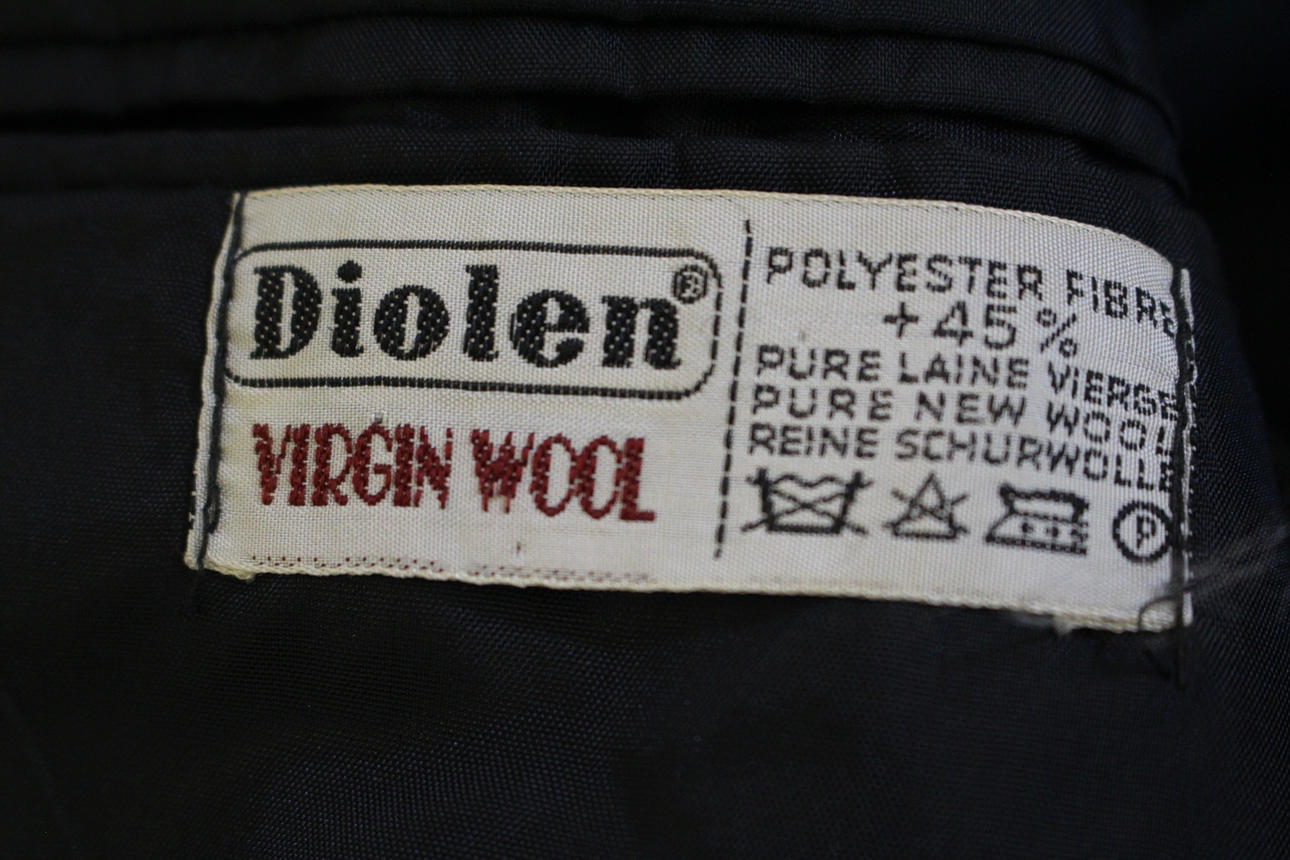 Diolen®
VIRGIN WOOL
POLYESTER FIBRE
+45%
PURE LAINE VIERGE
PURE NEW WOOL
REINE SCHURWOLLE
P